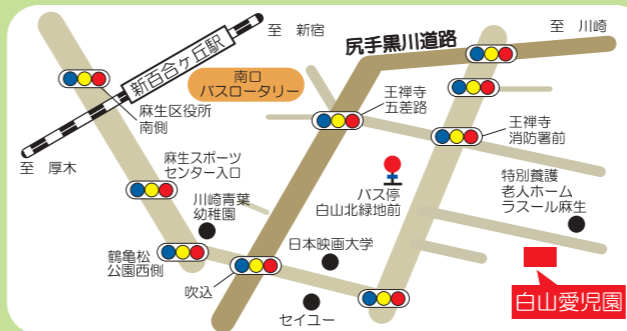 至 新宿
新百合ヶ丘駅
至 厚木
南口
バスロータリー
尻手黒川道路
至 川崎
麻生区役所
南側
王禅寺
五差路
王禅寺
消防署前
麻生スポーツ
センター入口
川崎青葉
幼稚園
バス停
白山北緑地前
特別養護
老人ホーム
ラスール麻生
鶴亀松
公園西側
吹込
日本映画大学
セイユー
白山愛児園